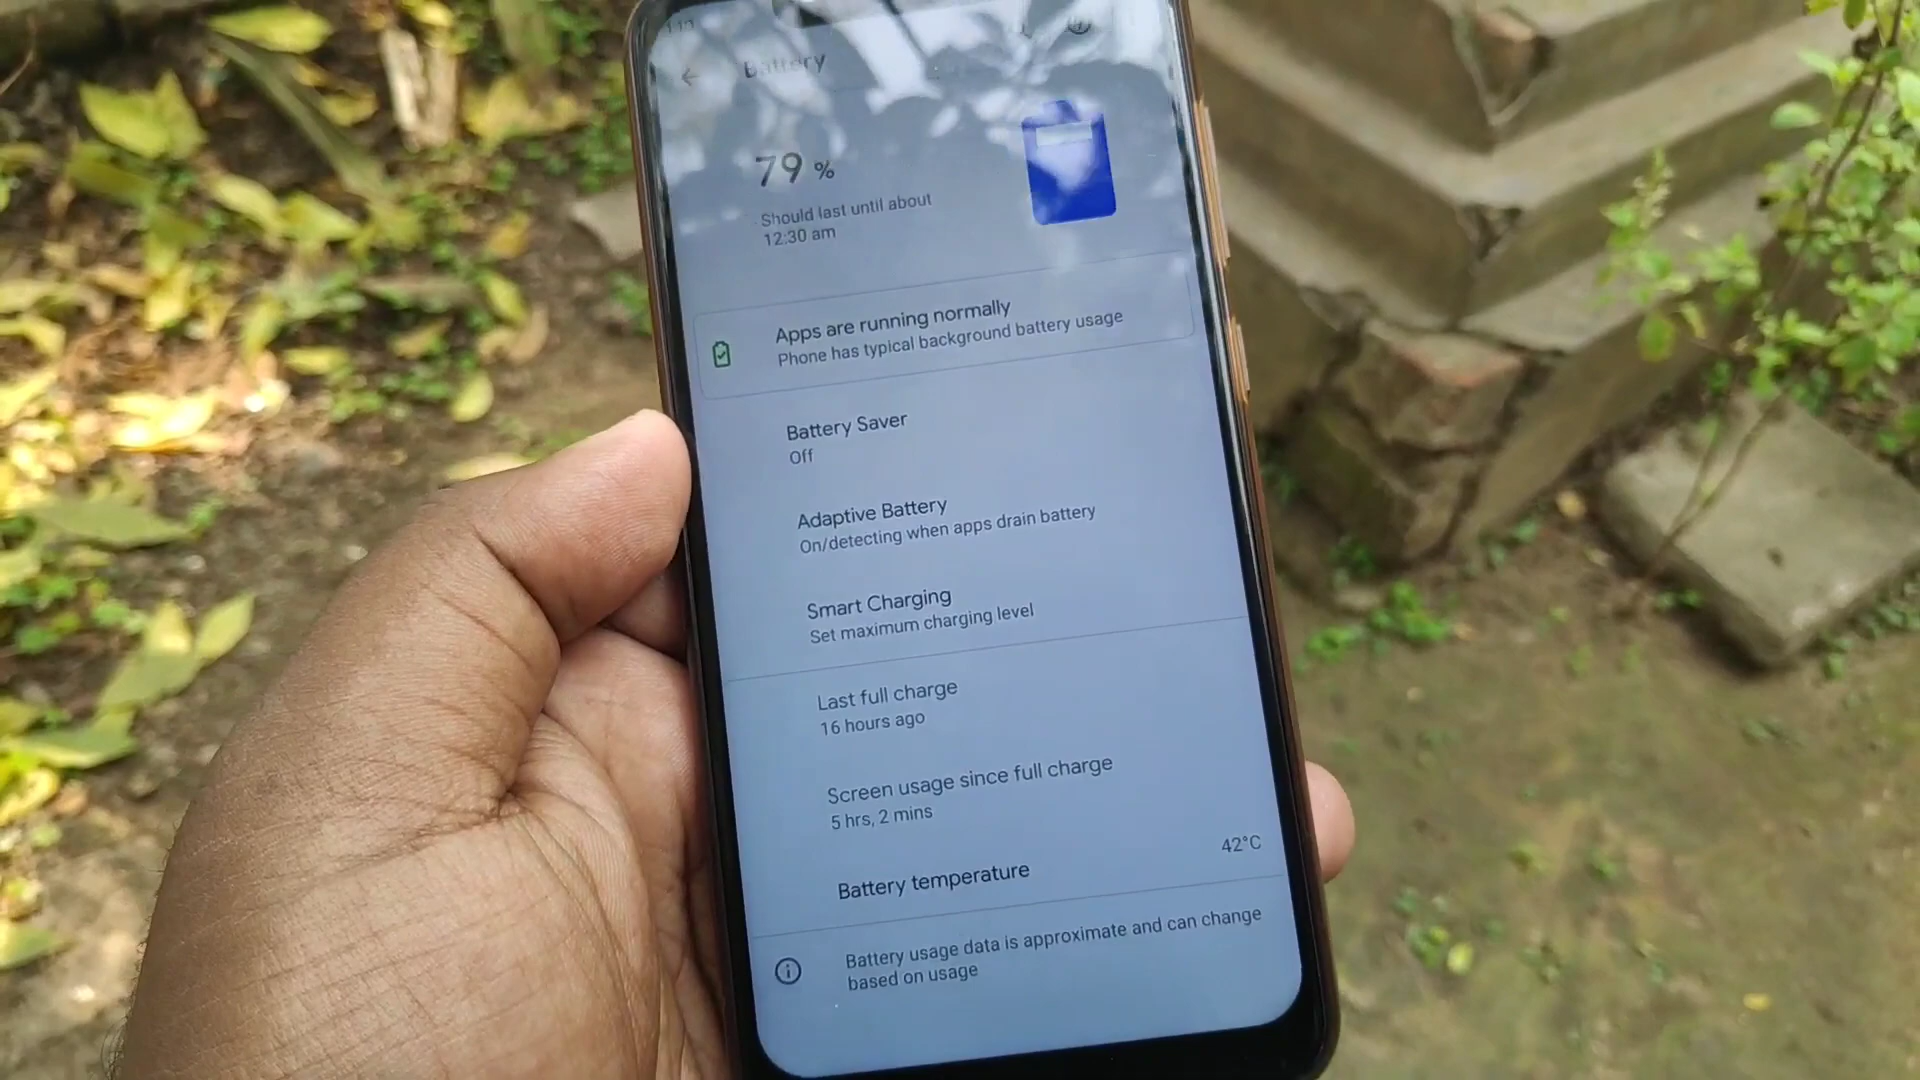 Battery
79 %
Should last until about
12:30 am
Apps are running normally
Phone has typical background battery usage
Battery Saver
Off
Adaptive Battery
On/detecting when apps drain battery
Smart Charging
Set maximum charging level
Last full charge
16 hours ago
Screen usage since full charge
5 hrs, 2 mins
Battery temperature
42°C
Battery usage data is approximate and can change
based on usage